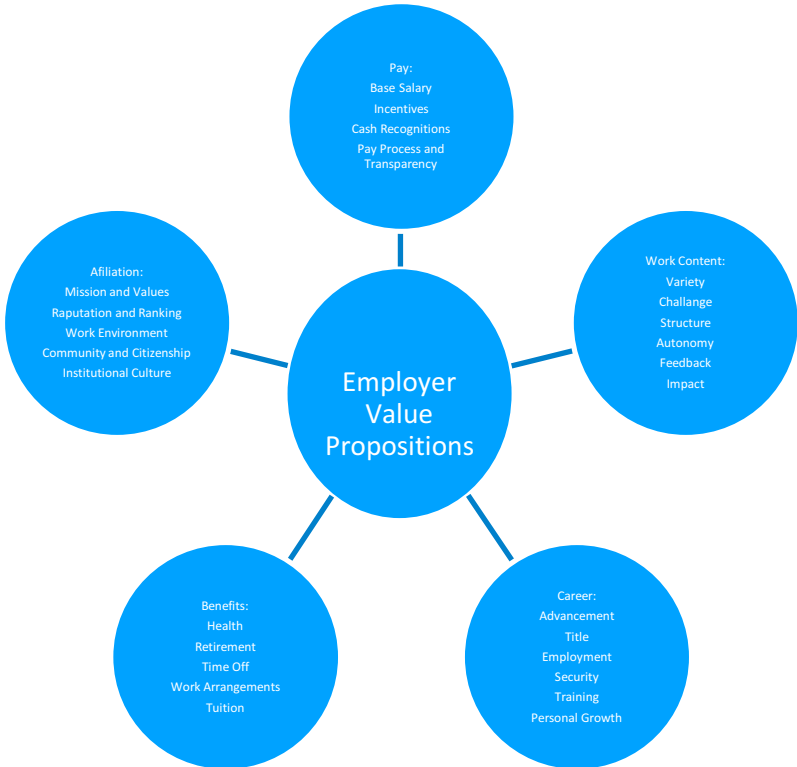 Pay:
Base Salary
Incentives
Cash Recognitions
Pay Process and
Transparency
Afiliation:
Mission and Values
Raputation and Ranking
Work Environment
Community and Citizenship
Institutional Culture
Work Content:
Variety
Challange
Structure
Autonomy
Feedback
Impact
Employer
Value
Propositions
Benefits:
Health
Retirement
Time Off
Work Arrangements
Tuition
Career:
Advancement
Title
Employment
Security
Training
Personal Growth